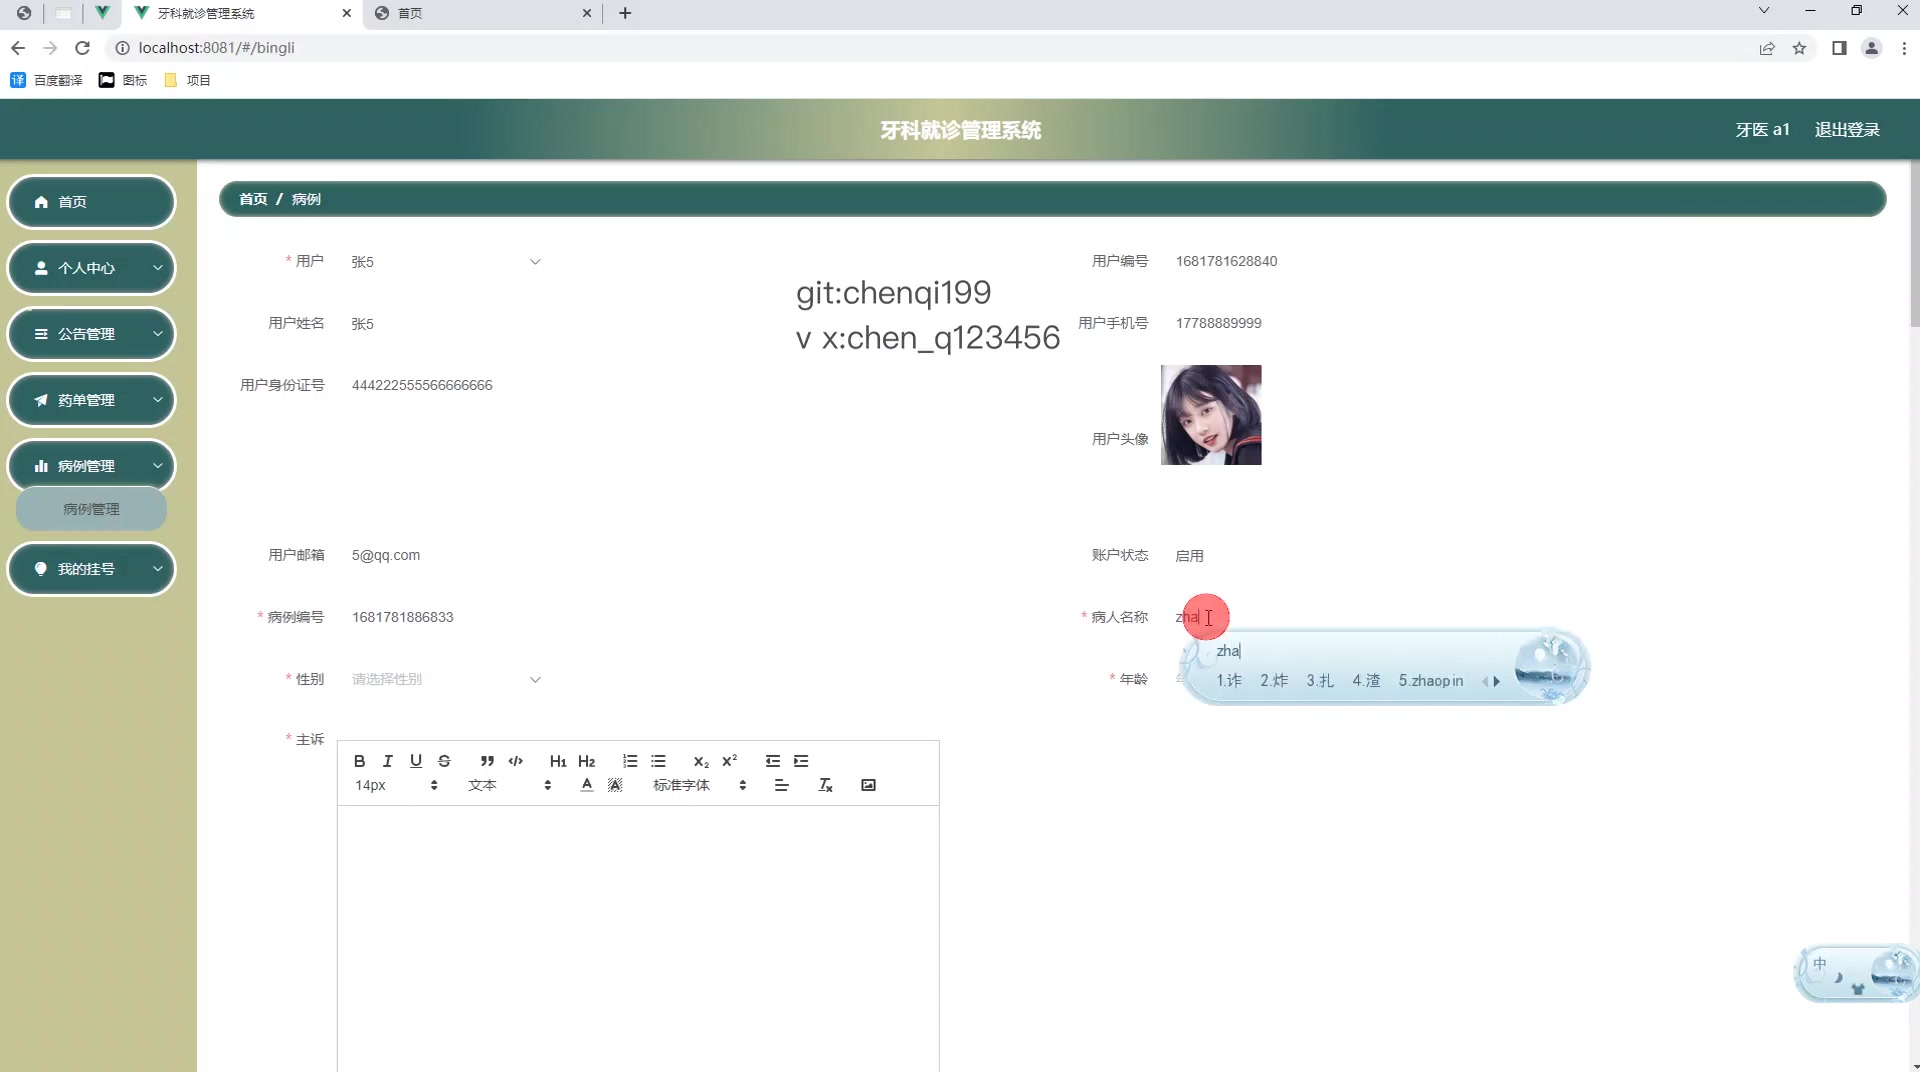 牙科就诊管理系统
首页
localhost:8081/#/bingli
百度翻译
图标
项目
牙科就诊管理系统
牙医 a1
退出登录
首页
个人中心
公告管理
药单管理
病例管理
病例管理
我的挂号
首页 / 病例
* 用户 张5
用户编号 1681781628840
git:chenqi199
v x:chen_q123456
用户姓名 张5
用户手机号 17788889999
用户身份证号 444222555566666666
用户头像
用户邮箱 5@qq.com
账户状态 启用
* 病例编号 1681781886833
* 病人名称 zha
zha
1.诈 2.炸 3.扎 4.渣 5.zhaopin
* 性别 请选择性别
* 年龄
* 主诉
B I U S H1 H2 x₂ x²
14px 文本 A A 标准字体
中